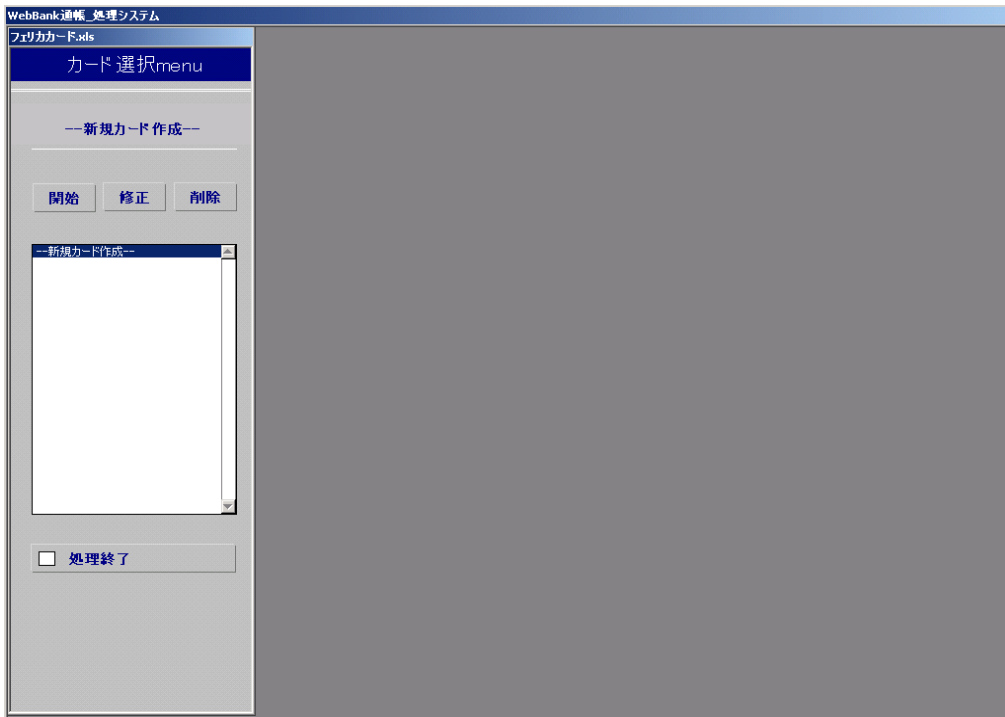 WebBank通帳_処理システム
フェリカカード.xls
カード選択menu
--新規カード作成--
開始 修正 削除
--新規カード作成--
処理終了